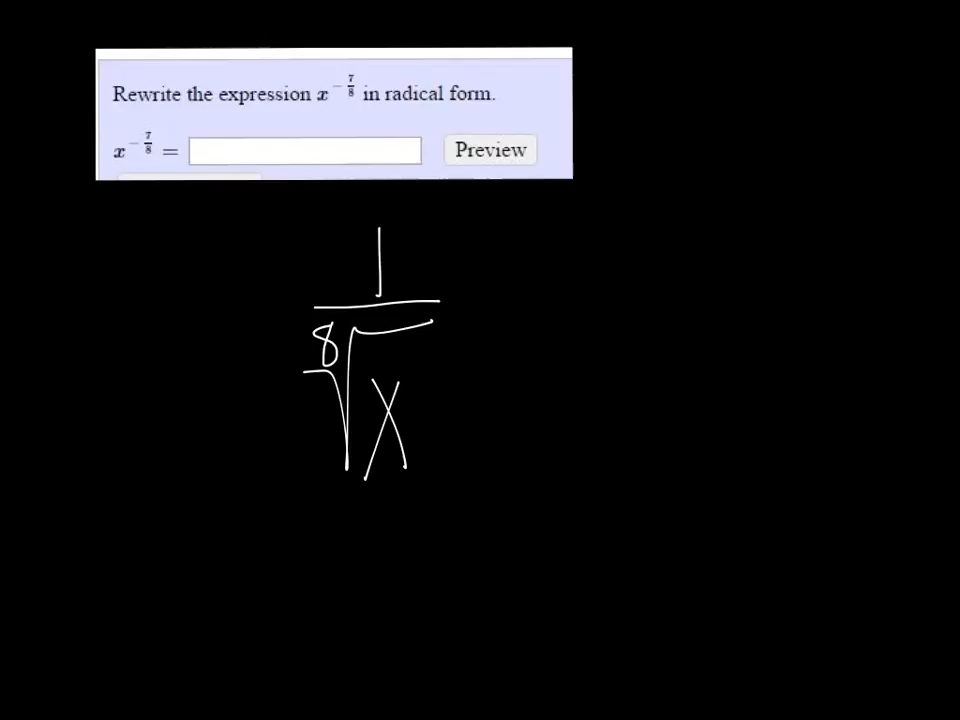 Rewrite the expression x^{-7/8} in radical form.
x^{-7/8} = Preview
1
8√x